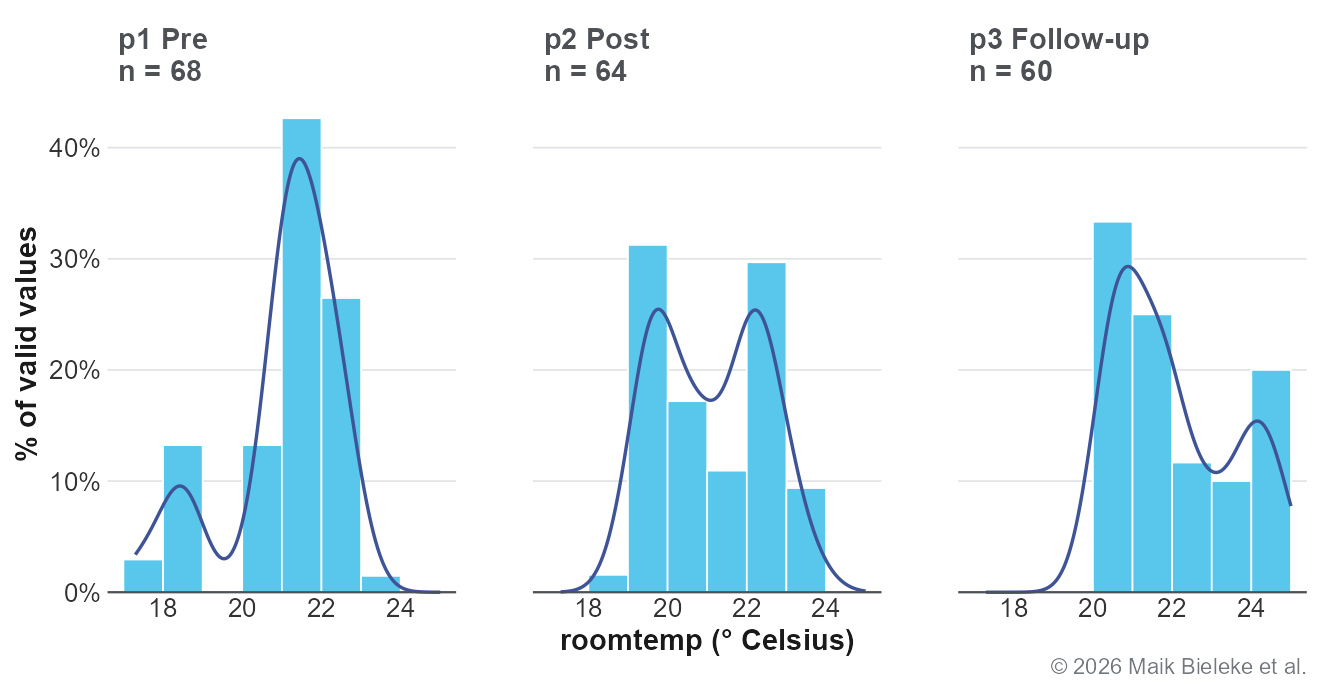 p1 Pre
n = 68
p2 Post
n = 64
p3 Follow-up
n = 60
% of valid values
40%
30%
20%
10%
0%
18 20 22 24
18 20 22 24
18 20 22 24
roomtemp (° Celsius)
© 2026 Maik Bieleke et al.